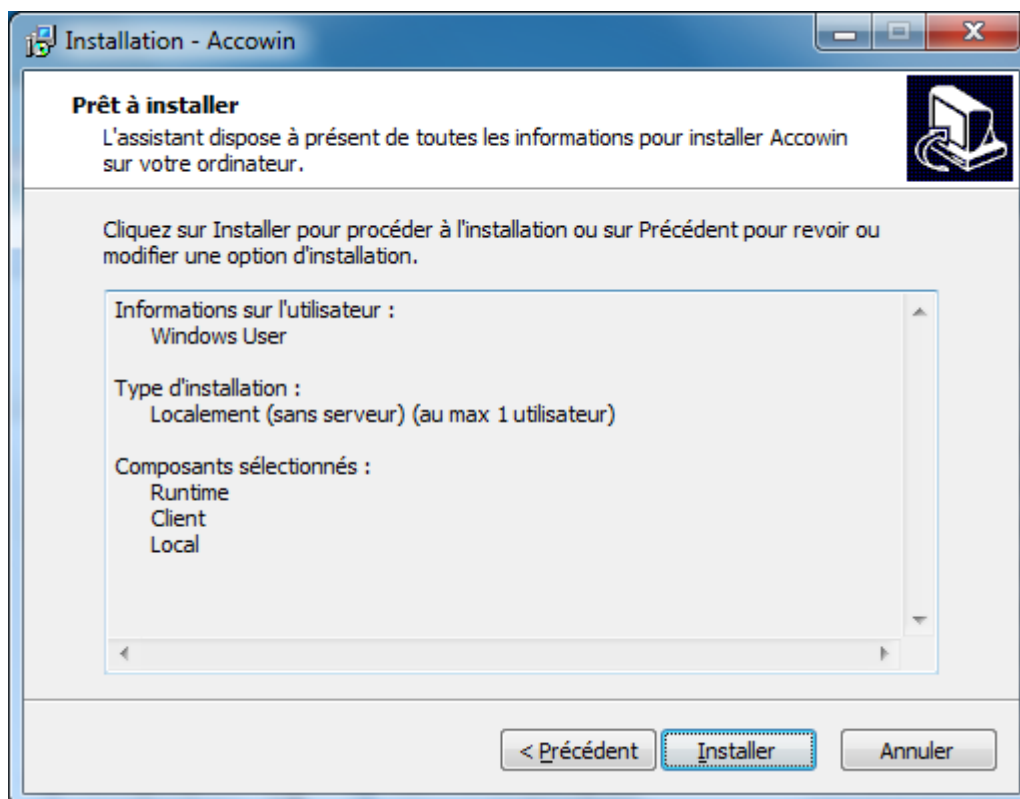 Installation - Accowin
Prêt à installer
L'assistant dispose à présent de toutes les informations pour installer Accowin
sur votre ordinateur.
Cliquez sur Installer pour procéder à l'installation ou sur Précédent pour revoir ou
modifier une option d'installation.
Informations sur l'utilisateur :
Windows User
Type d'installation :
Localement (sans serveur) (au max 1 utilisateur)
Composants sélectionnés :
Runtime
Client
Local
< Précédent Installer Annuler